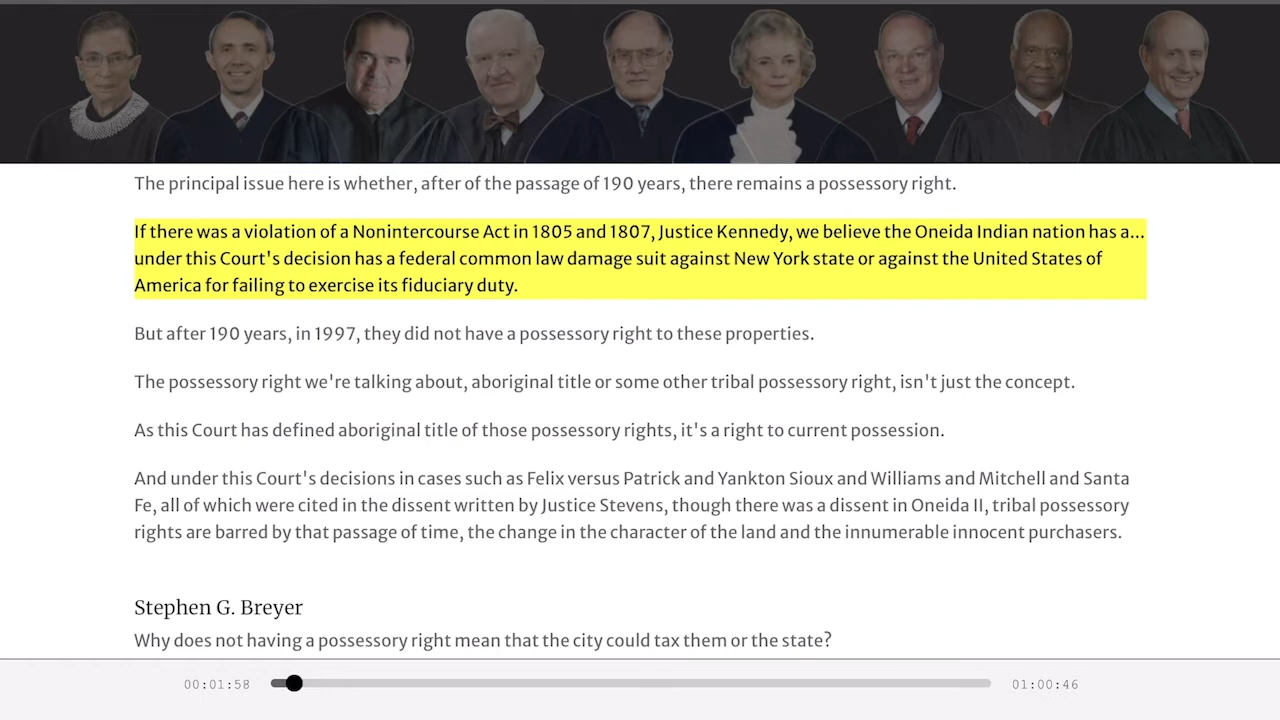 The principal issue here is whether, after of the passage of 190 years, there remains a possessory right.
If there was a violation of a Nonintercourse Act in 1805 and 1807, Justice Kennedy, we believe the Oneida Indian nation has a...
under this Court's decision has a federal common law damage suit against New York state or against the United States of
America for failing to exercise its fiduciary duty.
But after 190 years, in 1997, they did not have a possessory right to these properties.
The possessory right we're talking about, aboriginal title or some other tribal possessory right, isn't just the concept.
As this Court has defined aboriginal title of those possessory rights, it's a right to current possession.
And under this Court's decisions in cases such as Felix versus Patrick and Yankton Sioux and Williams and Mitchell and Santa
Fe, all of which were cited in the dissent written by Justice Stevens, though there was a dissent in Oneida II, tribal possessory
rights are barred by that passage of time, the change in the character of the land and the innumerable innocent purchasers.
Stephen G. Breyer
Why does not having a possessory right mean that the city could tax them or the state?
00:01:58
01:00:46